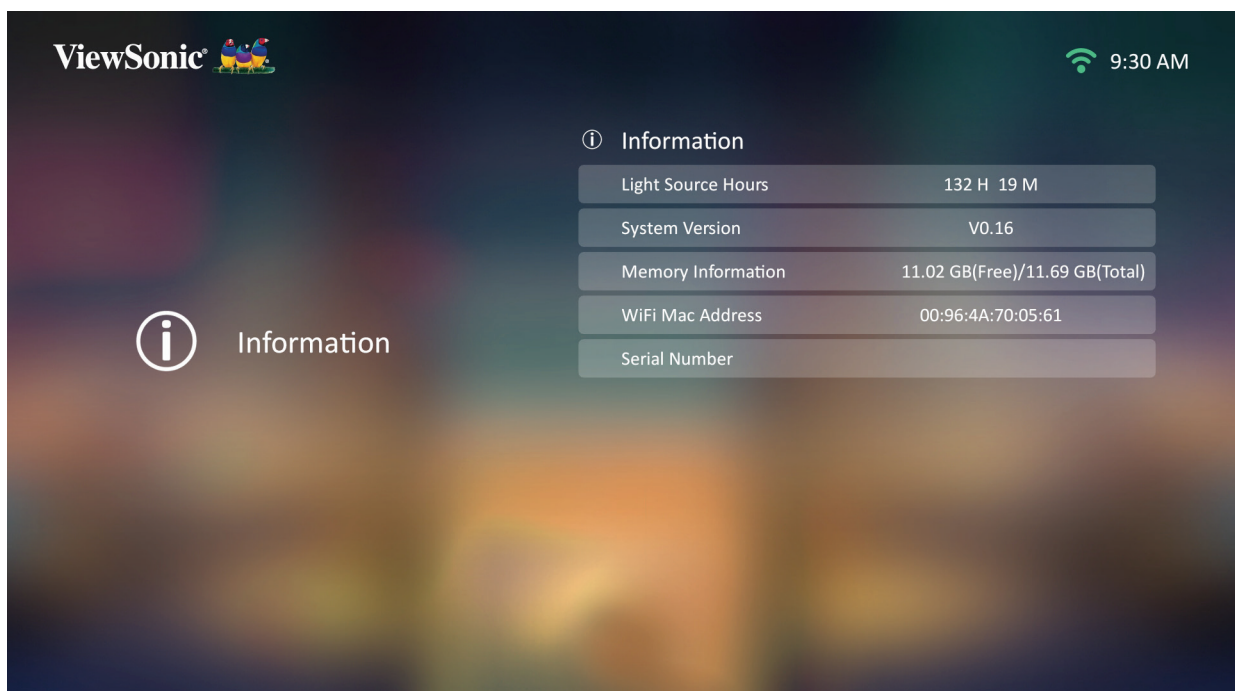 ViewSonic®
9:30 AM
Information
Information
Light Source Hours 132 H 19 M
System Version V0.16
Memory Information 11.02 GB(Free)/11.69 GB(Total)
WiFi Mac Address 00:96:4A:70:05:61
Serial Number